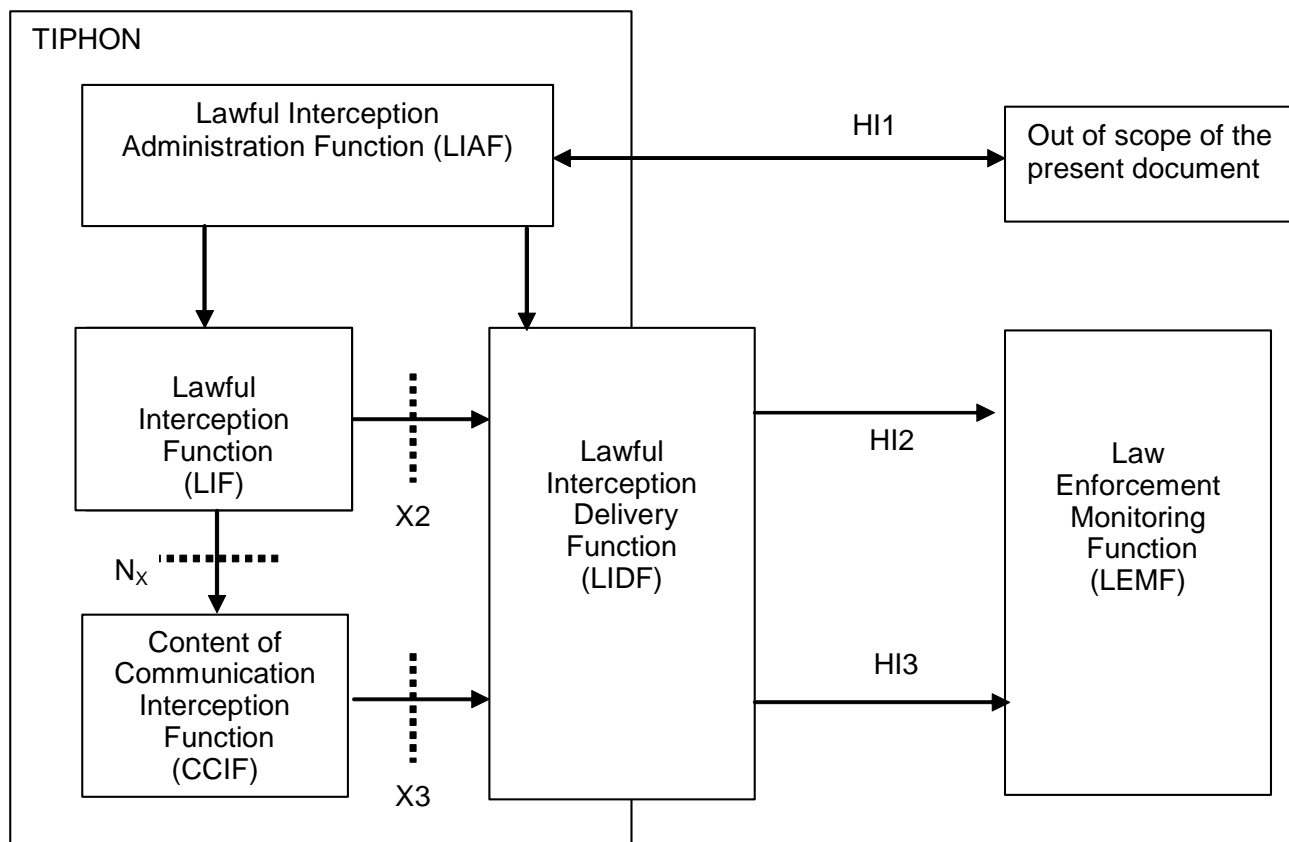 TIPHON
Lawful Interception
Administration Function (LIAF)
HI1
Out of scope of the
present document
Lawful
Interception
Function
(LIF)
X2
Lawful
Interception
Delivery
Function
(LIDF)
HI2
Law
Enforcement
Monitoring
Function
(LEMF)
NX
Content of
Communication
Interception
Function
(CCIF)
X3
HI3